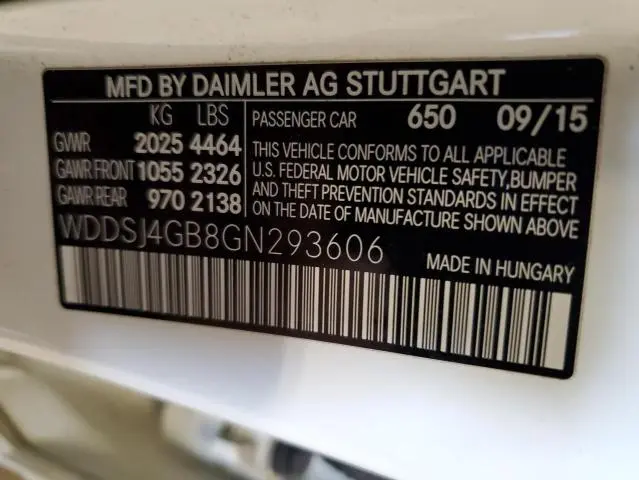 MFD BY DAIMLER AG STUTTGART
KG LBS
GVWR 2025 4464
GAWR FRONT 1055 2326
GAWR REAR 970 2138
PASSENGER CAR 650 09/15
THIS VEHICLE CONFORMS TO ALL APPLICABLE
U.S. FEDERAL MOTOR VEHICLE SAFETY,BUMPER
AND THEFT PREVENTION STANDARDS IN EFFECT
ON THE DATE OF MANUFACTURE SHOWN ABOVE
WDDSJ4GB8GN293606
MADE IN HUNGARY